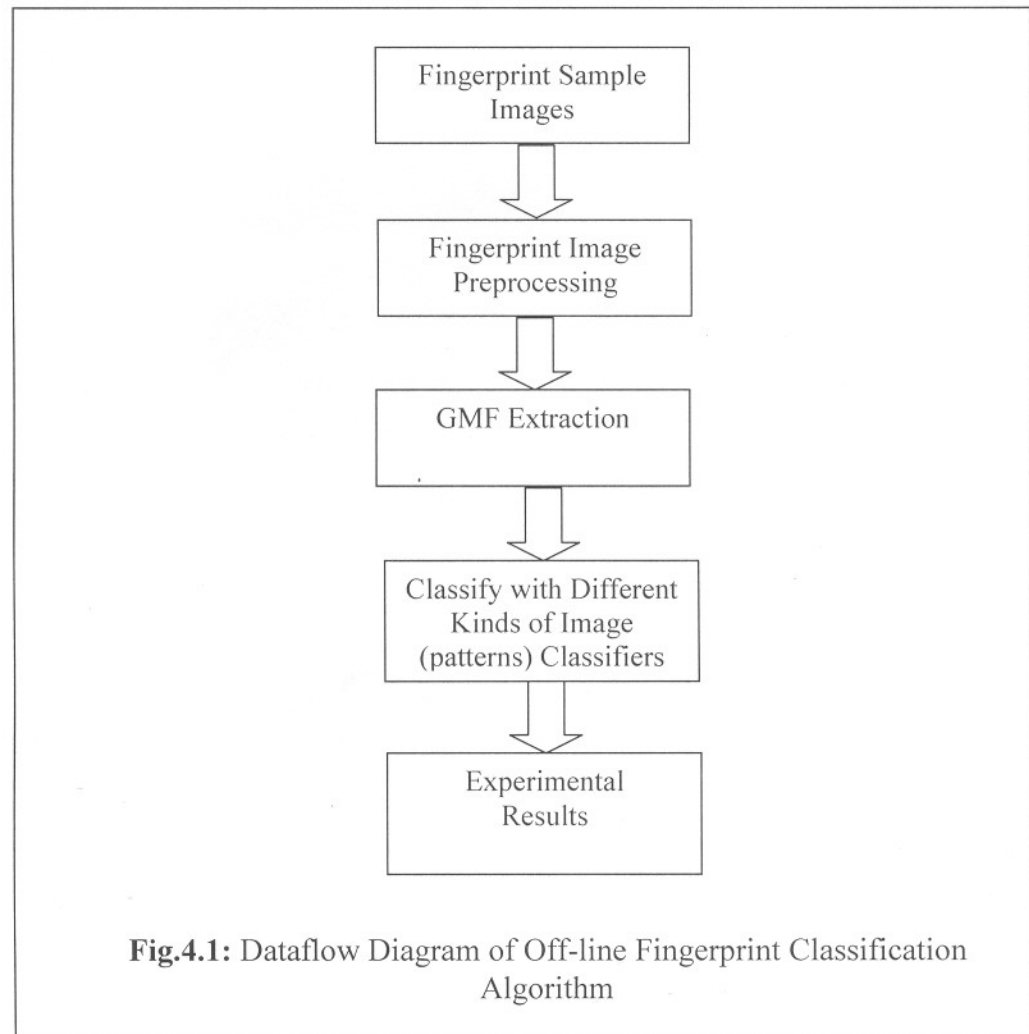 Fingerprint Sample
Images
Fingerprint Image
Preprocessing
GMF Extraction
Classify with Different
Kinds of Image
(patterns) Classifiers
Experimental
Results
Fig.4.1: Dataflow Diagram of Off-line Fingerprint Classification
Algorithm